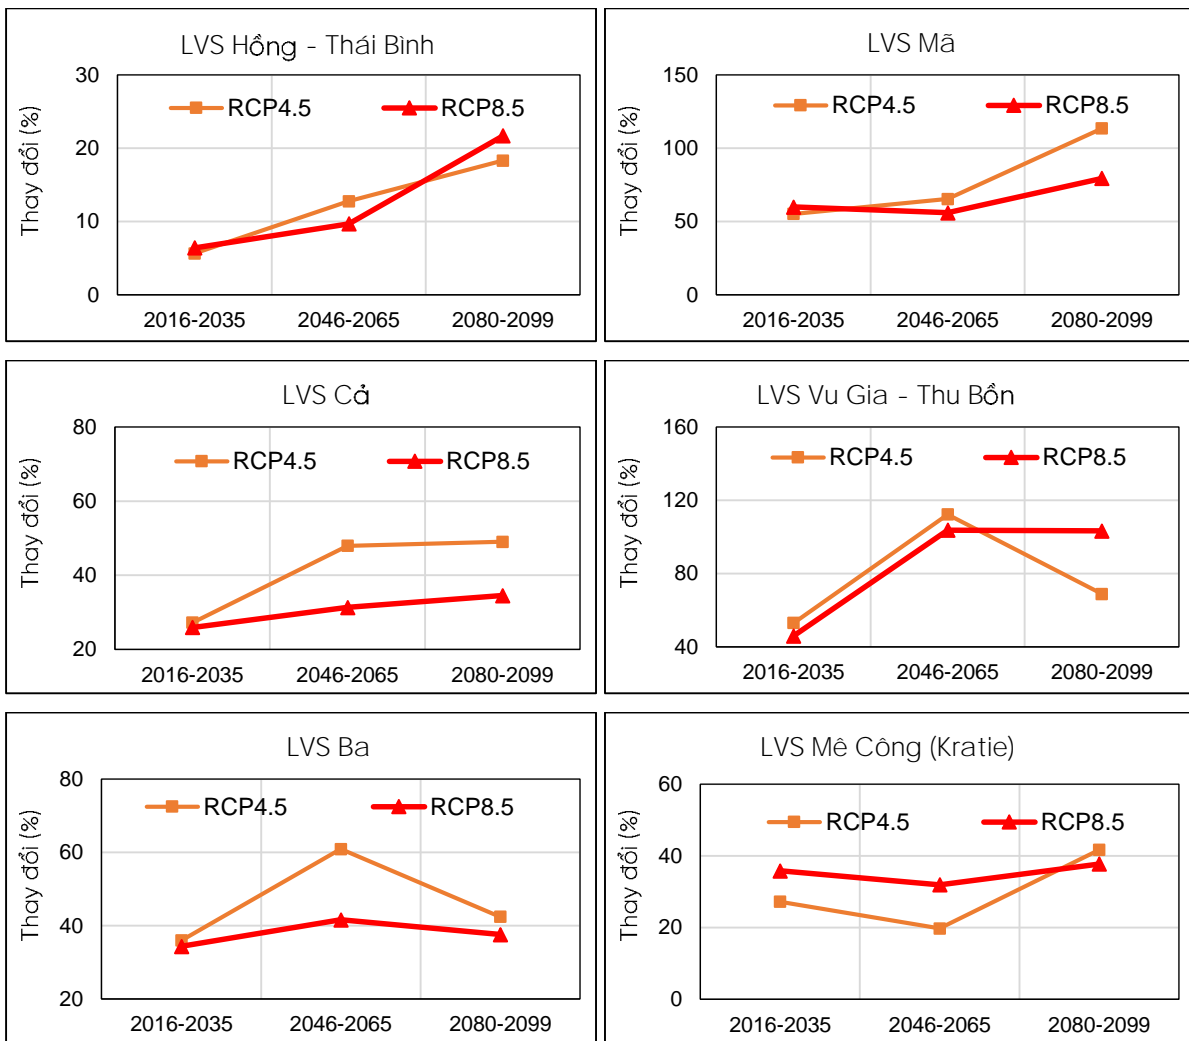 LVS Hồng - Thái Bình
Thay đổi (%)
30
20
10
0
RCP4.5
RCP8.5
2016-2035
2046-2065
2080-2099
LVS Mã
Thay đổi (%)
150
100
50
0
RCP4.5
RCP8.5
2016-2035
2046-2065
2080-2099
LVS Cả
Thay đổi (%)
80
60
40
20
RCP4.5
RCP8.5
2016-2035
2046-2065
2080-2099
LVS Vu Gia - Thu Bồn
Thay đổi (%)
160
120
80
40
RCP4.5
RCP8.5
2016-2035
2046-2065
2080-2099
LVS Ba
Thay đổi (%)
80
60
40
20
RCP4.5
RCP8.5
2016-2035
2046-2065
2080-2099
LVS Mê Công (Kratie)
Thay đổi (%)
60
40
20
0
RCP4.5
RCP8.5
2016-2035
2046-2065
2080-2099